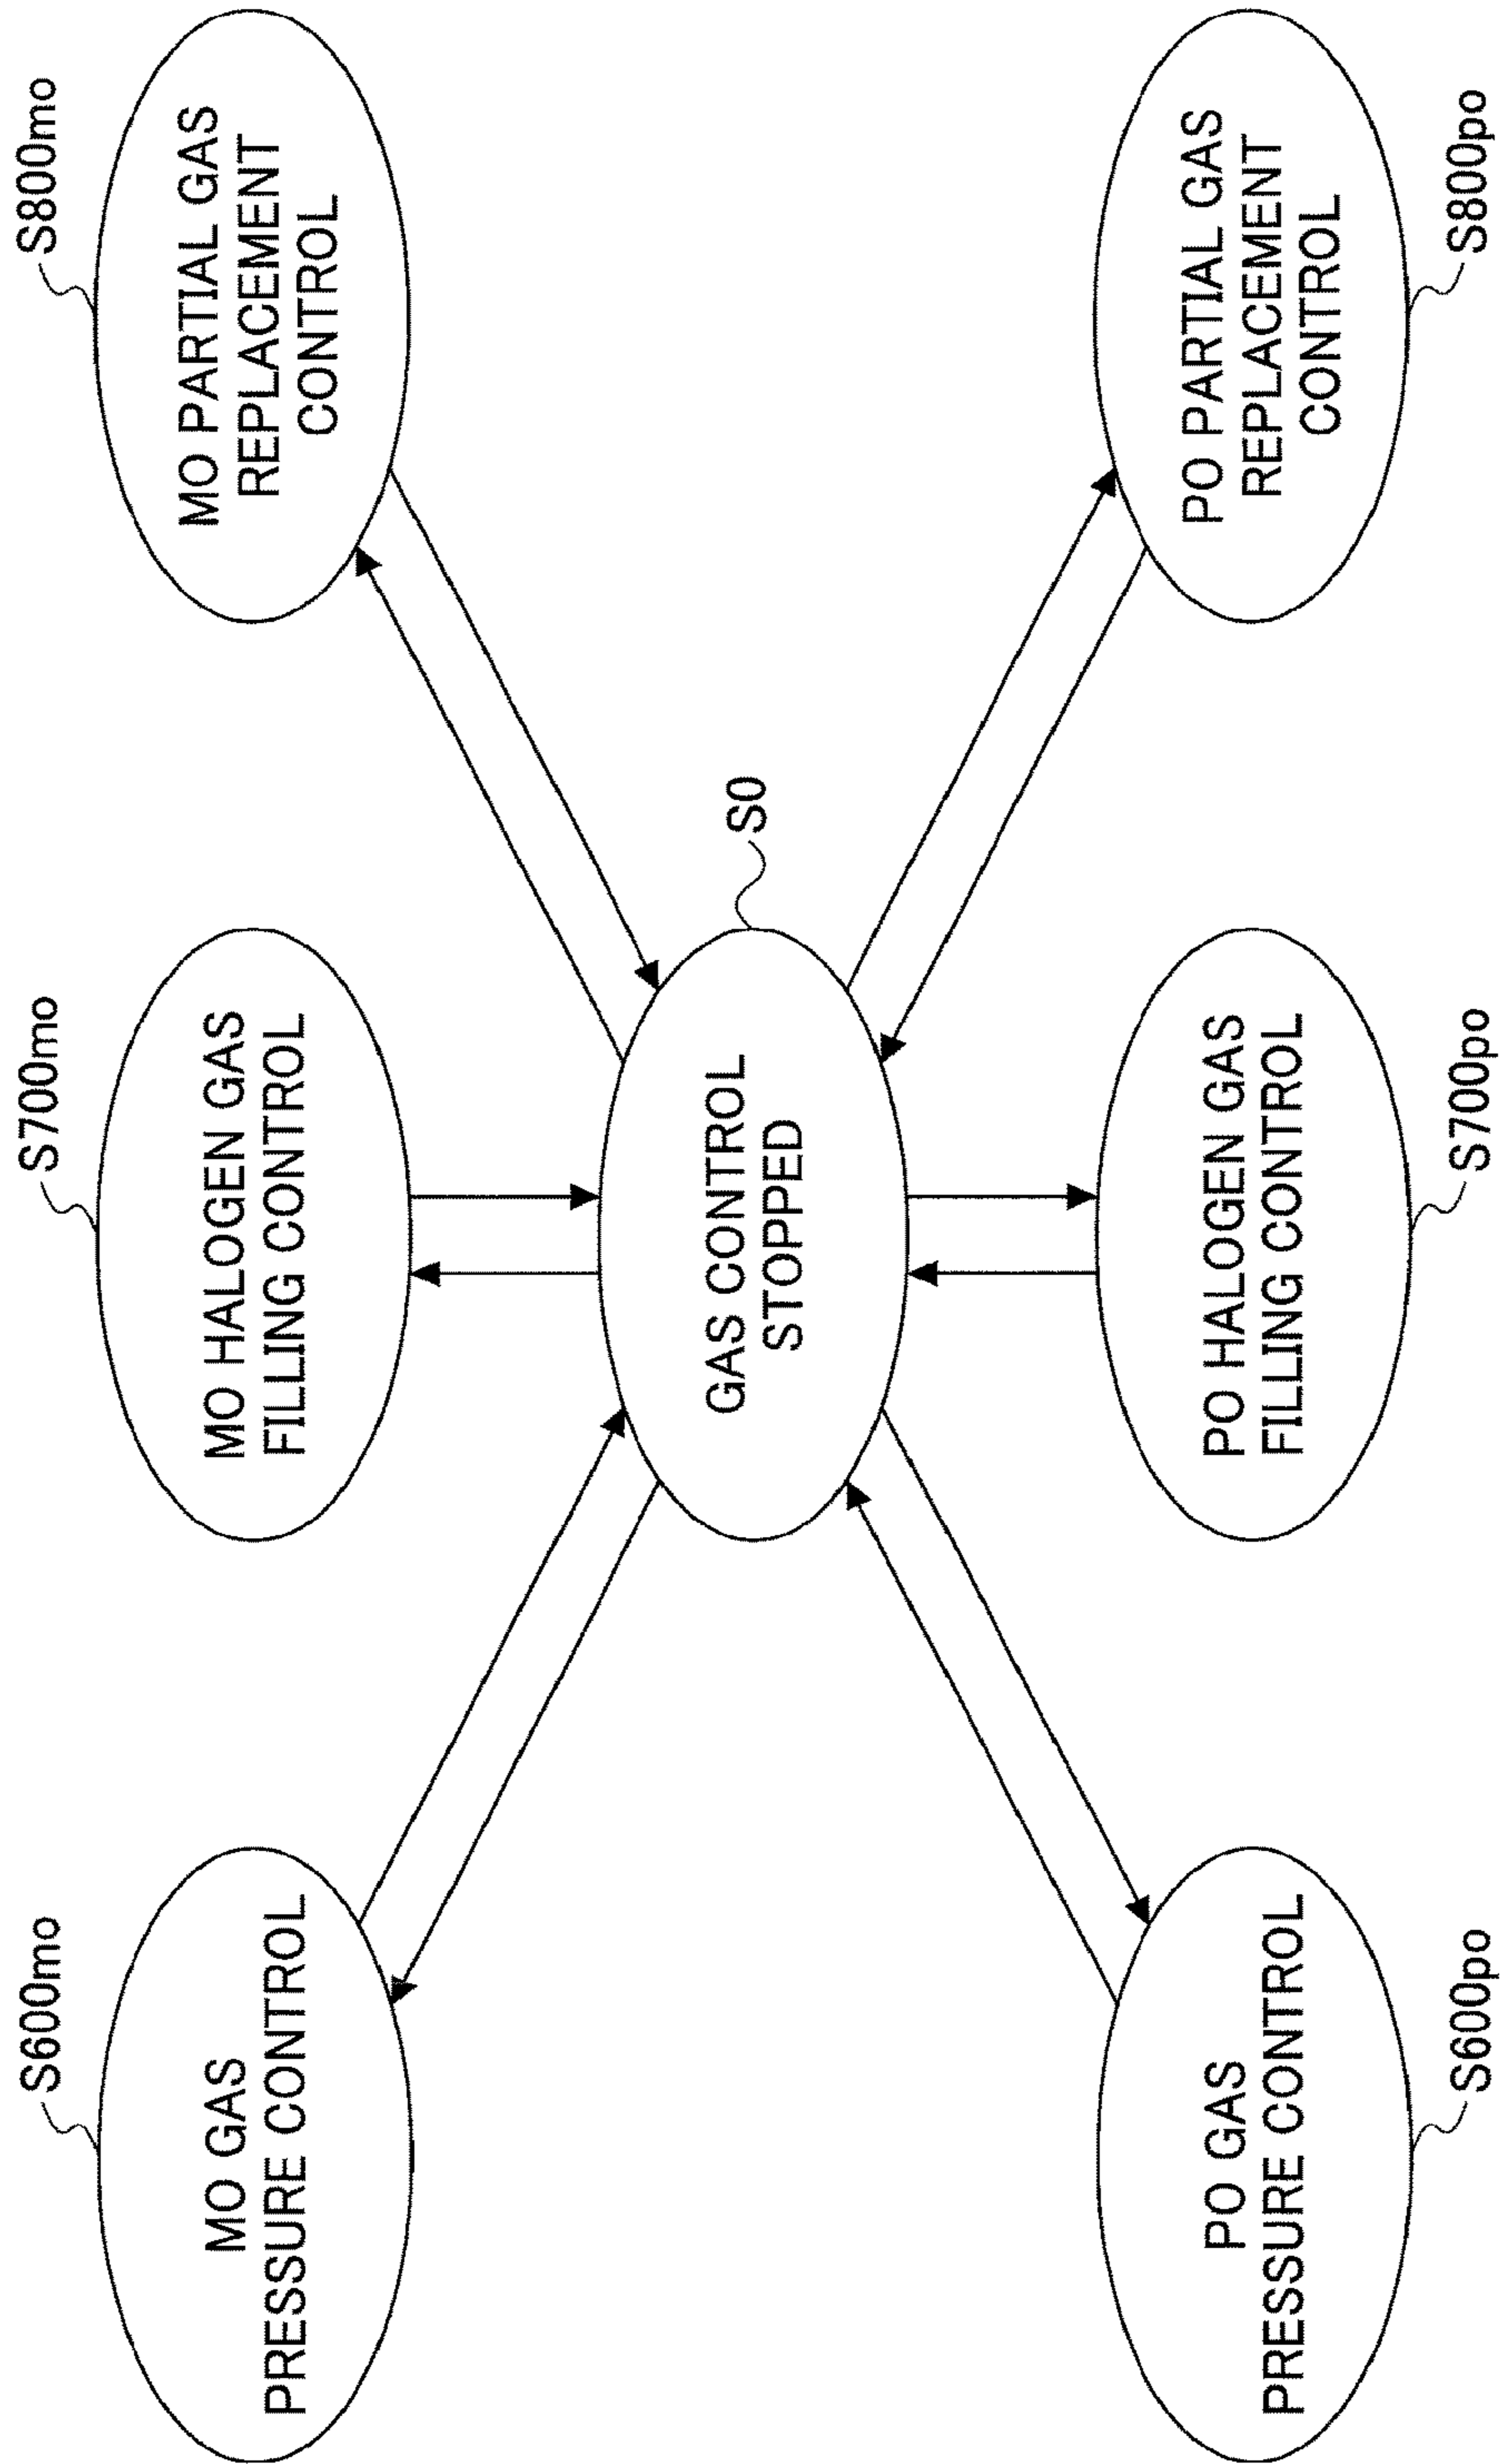 S600mo
MO GAS
PRESSURE CONTROL
S700mo
MO HALOGEN GAS
FILLING CONTROL
S800mo
MO PARTIAL GAS
REPLACEMENT
CONTROL
S0
GAS CONTROL
STOPPED
PO GAS
PRESSURE CONTROL
S600po
PO HALOGEN GAS
FILLING CONTROL
S700po
PO PARTIAL GAS
REPLACEMENT
CONTROL
S800po